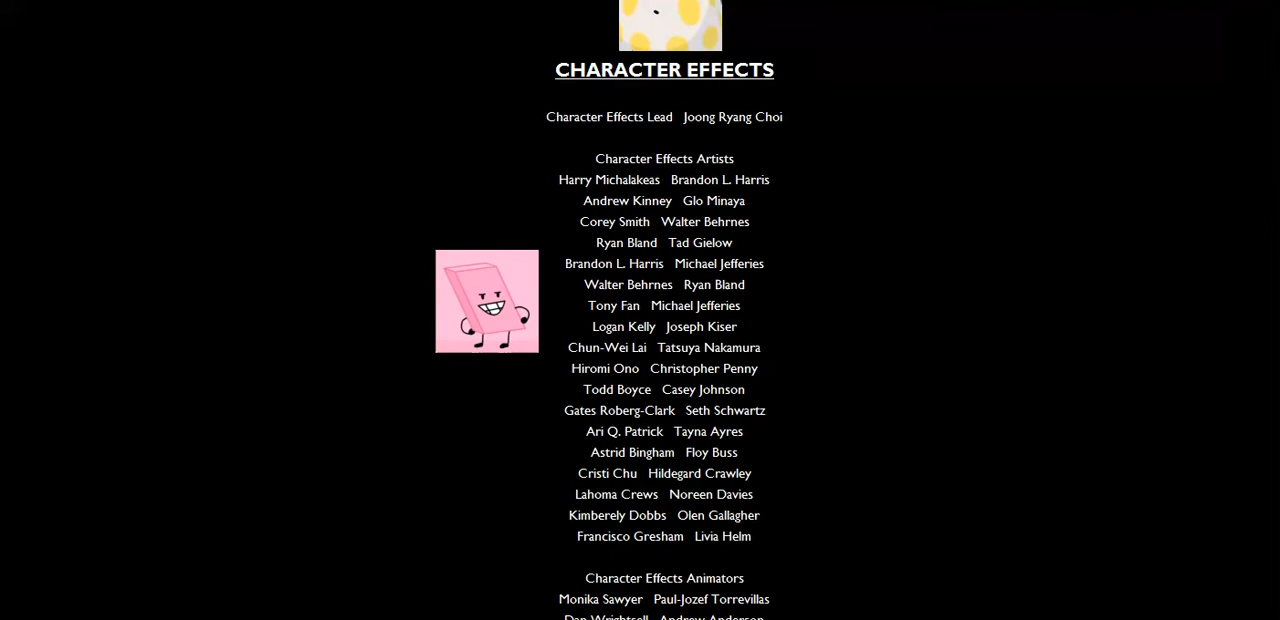 CHARACTER EFFECTS
Character Effects Lead Joong Ryang Choi
Character Effects Artists
Harry Michalakeas Brandon L. Harris
Andrew Kinney Glo Minaya
Corey Smith Walter Behrnes
Ryan Bland Tad Gielow
Brandon L. Harris Michael Jefferies
Walter Behrnes Ryan Bland
Tony Fan Michael Jefferies
Logan Kelly Joseph Kiser
Chun-Wei Lai Tatsuya Nakamura
Hiromi Ono Christopher Penny
Todd Boyce Casey Johnson
Gates Roberg-Clark Seth Schwartz
Ari Q. Patrick Tayna Ayres
Astrid Bingham Floy Buss
Cristi Chu Hildegard Crawley
Lahoma Crews Noreen Davies
Kimberely Dobbs Olen Gallagher
Francisco Gresham Livia Helm
Character Effects Animators
Monika Sawyer Paul-Jozef Torrevillas
Dan Wrightsell Andrew Anderson